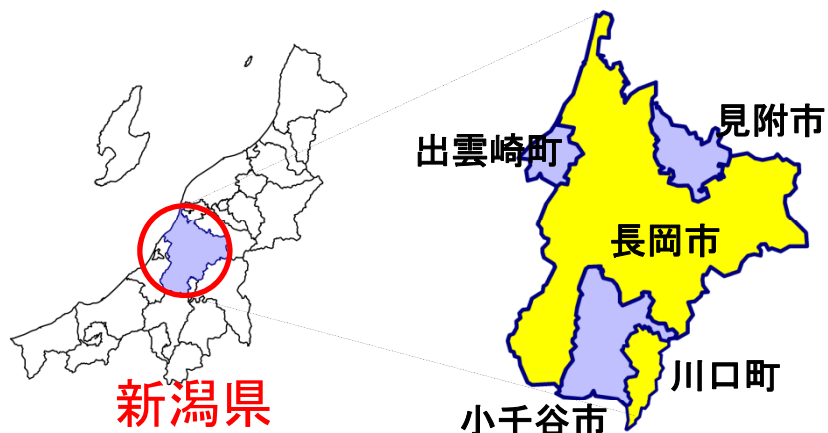 見附市
出雲崎町
長岡市
川口町
新潟県
小千谷市